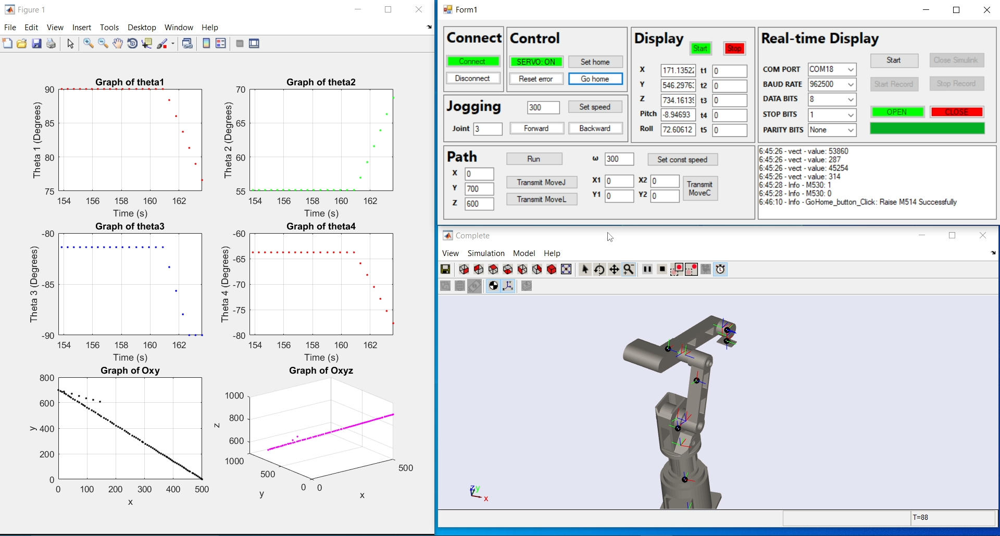 Figure 1
File Edit View Insert Tools Desktop Window Help
Graph of theta1
Theta 1 (Degrees)
90
85
80
75
154 156 158 160 162
Time (s)
Graph of theta2
Theta 2 (Degrees)
70
65
60
55
154 156 158 160 162
Time (s)
Graph of theta3
Theta 3 (Degrees)
-80
-85
-90
154 156 158 160 162
Time (s)
Graph of theta4
Theta 4 (Degrees)
-60
-65
-70
-75
-80
154 156 158 160 162
Time (s)
Graph of Oxy
y
800
600
400
200
0
0 100 200 300 400 500
x
Graph of Oxyz
z
1000
800
600
1000
500
0
y
0
500
x
Form1
Connect
Connect
Disconnect
Control
SERVO: ON Set home
Reset error Go home
Jogging 300 Set speed
Joint 3 Forward Backward
Display Start Stop
X 171.13522 t1 0
Y 546.2976 t2 0
Z 734.1613 t3 0
Pitch -8.94693 t4 0
Roll 72.60612 t5 0
Real-time Display
COM PORT COM18
BAUD RATE 962500
DATA BITS 8
STOP BITS 1
PARITY BITS None
Start Close Simulink
Start Record Stop Record
OPEN CLOSE
Path Run ω 300 Set const speed
X 0
Y 700
Z 600
Transmit MoveJ
Transmit MoveL
X1 0 X2 0
Y1 0 Y2 0
Transmit
MoveC
6:45:26 - vect - value: 53860
6:45:26 - vect - value: 287
6:45:26 - vect - value: 45254
6:45:26 - vect - value: 314
6:45:28 - Info - M530: 1
6:45:28 - Info - M530: 0
6:46:10 - Info - GoHome_button_Click: Raise M514 Successfully
Complete
View Simulation Model Help
z y
x
T=88